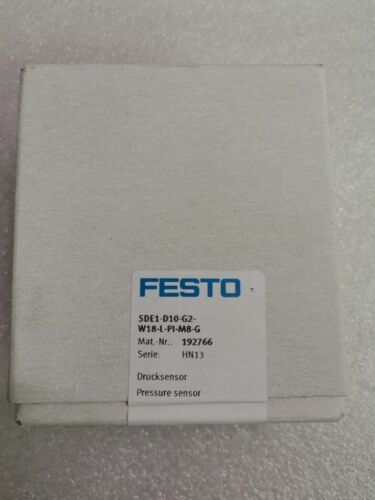 FESTO
SDE1-D10-G2-
W18-L-PI-M8-G
Mat.-Nr.: 192766
Serie: HN13
Drucksensor
Pressure sensor